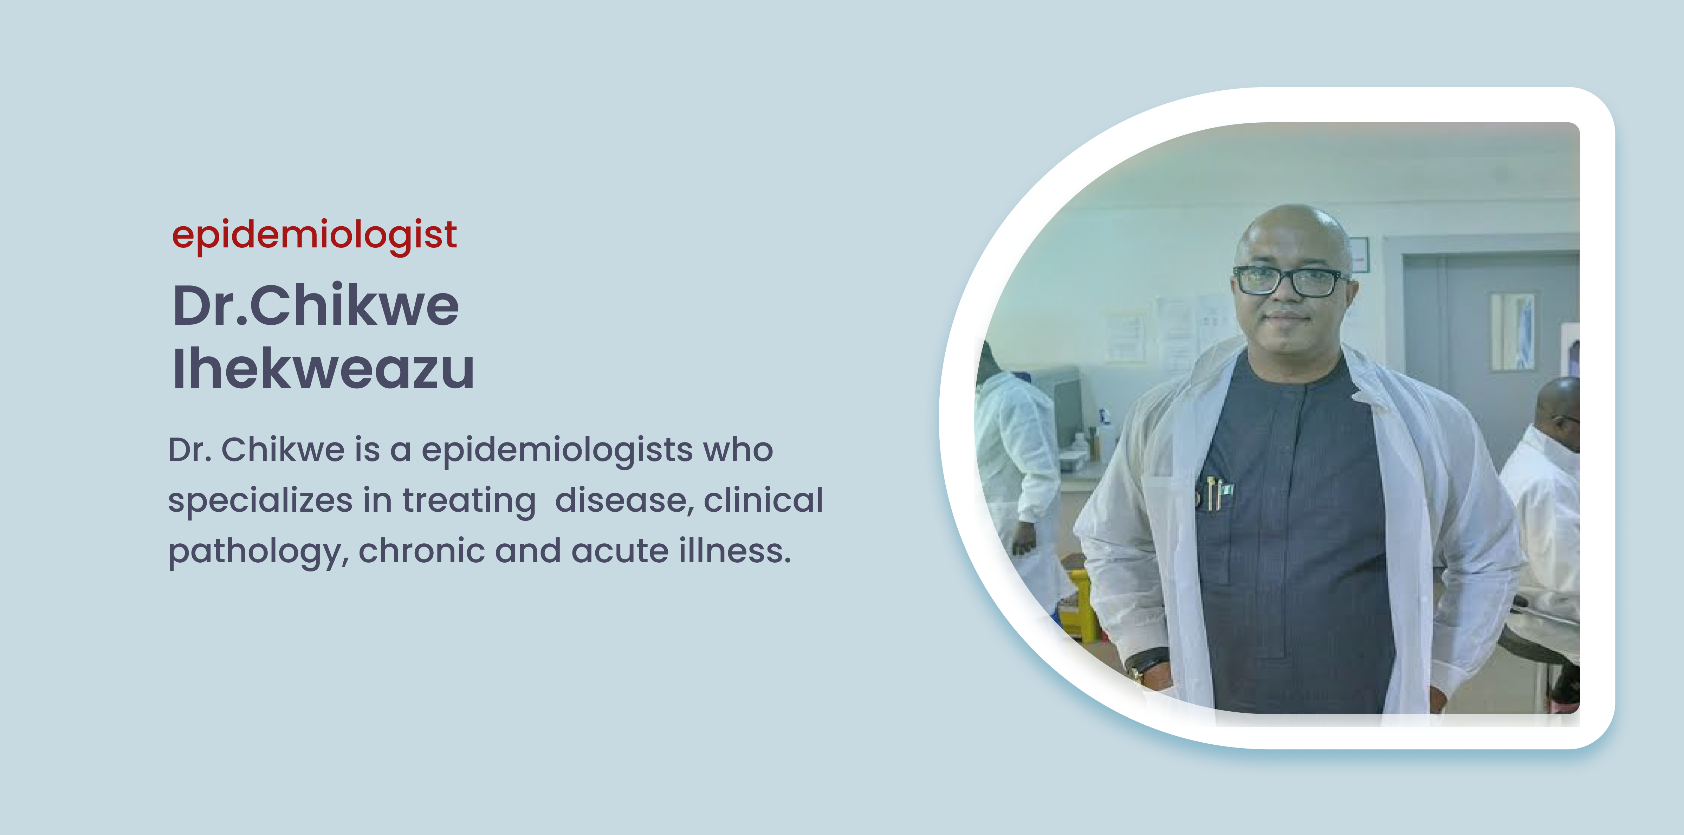 epidemiologist
Dr.Chikwe
Ihekweazu
Dr. Chikwe is a epidemiologists who
specializes in treating  disease, clinical
pathology, chronic and acute illness.